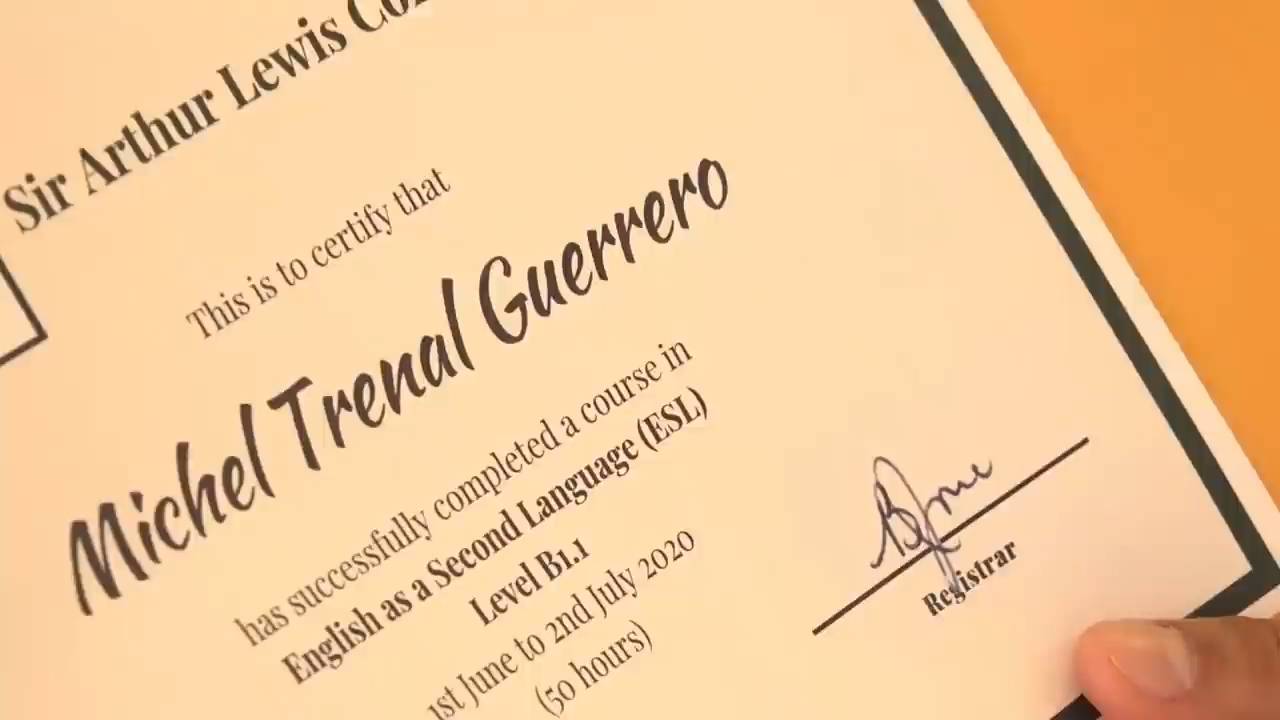 Sir Arthur Lewis
This is to certify that
Michel Trenal Guerrero
has successfully completed a course in
English as a Second Language (ESL)
Level B1.1
1st June to 2nd July 2020
(50 hours)
Registrar